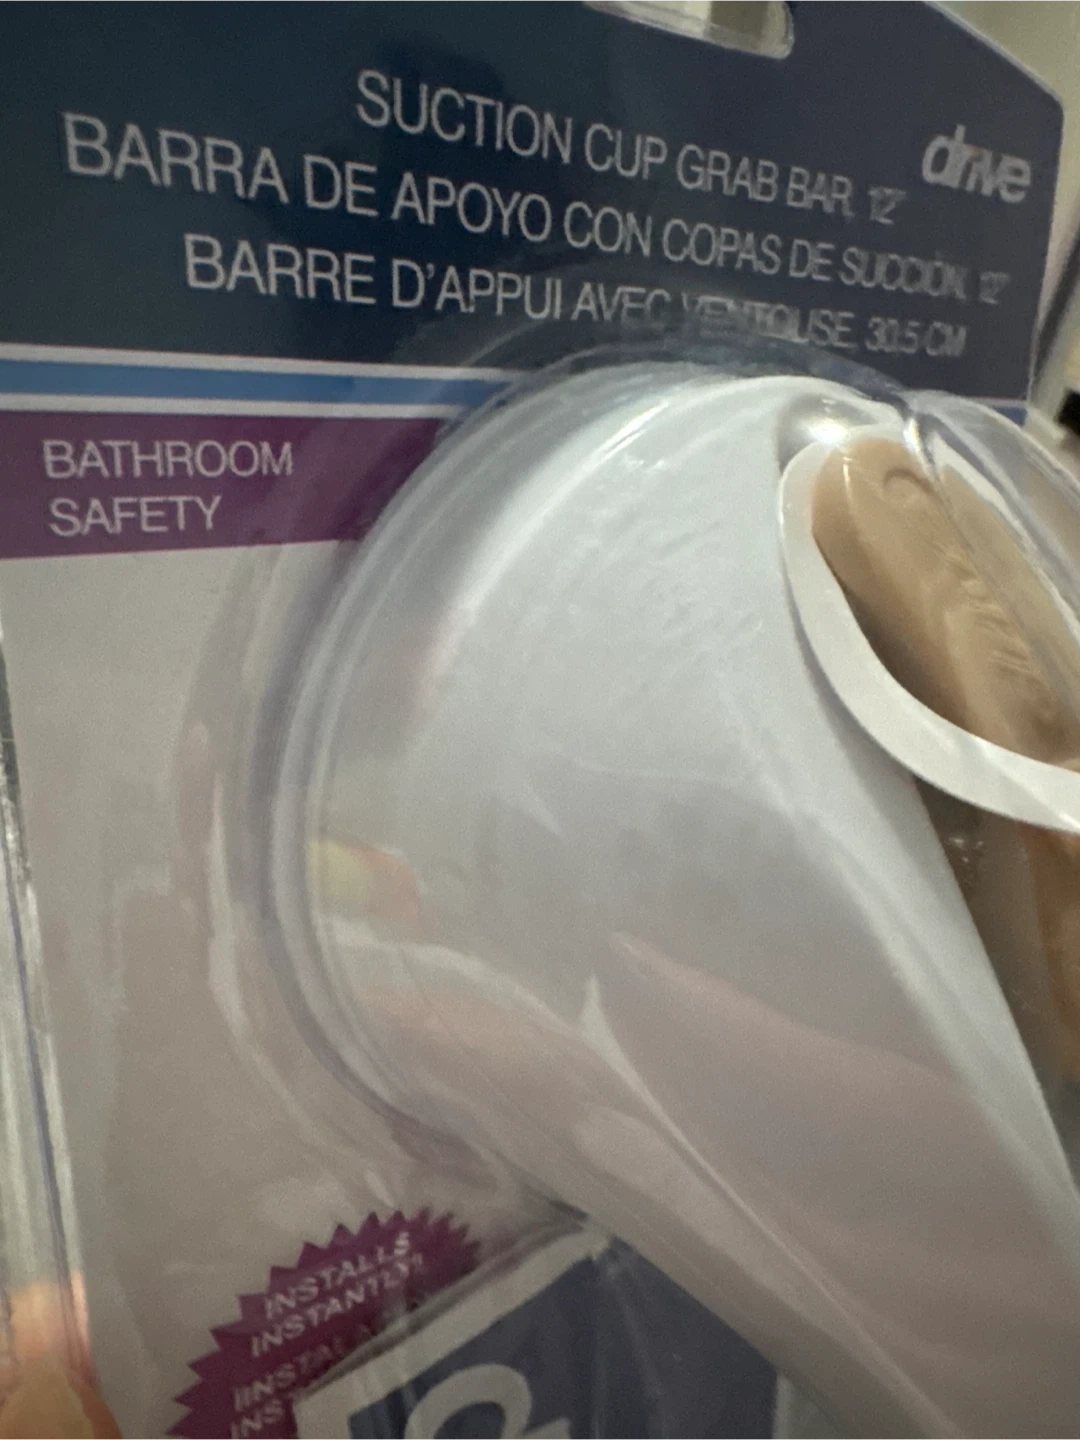 SUCTION CUP GRAB BAR, 12"
drive
BARRA DE APOYO CON COPAS DE SUCCIÓN, 12"
BARRE D'APPUI AVEC VENTOUSE, 30.5 CM
BATHROOM
SAFETY
INSTALLS
INSTANTLY!